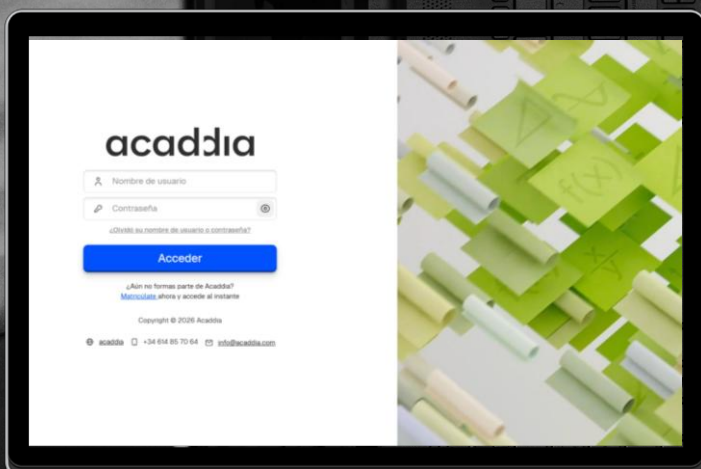 acaddia
Nombre de usuario
Contraseña
¿Olvidó su nombre de usuario o contraseña?
Acceder
¿Aún no formas parte de Acaddia?
Matricúlate ahora y accede al instante
Copyright © 2026 Acaddia
acaddia +34 614 85 70 64 info@acaddia.com
f(x)
x
y